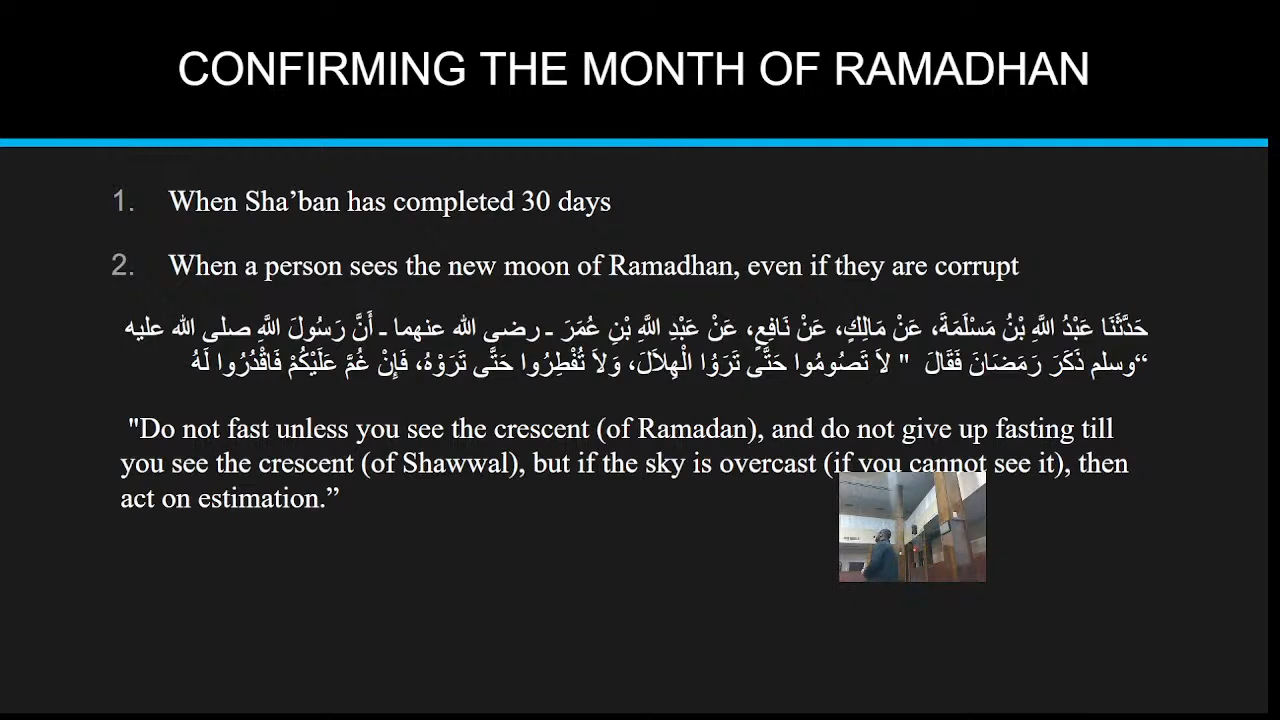 CONFIRMING THE MONTH OF RAMADHAN
1. When Sha’ban has completed 30 days
2. When a person sees the new moon of Ramadhan, even if they are corrupt
حَدَّثَنَا عَبْدُ اللَّهِ بْنُ مَسْلَمَةَ، عَنْ مَالِكٍ، عَنْ نَافِعٍ، عَنْ عَبْدِ اللَّهِ بْنِ عُمَرَ ـ رضى الله عنهما ـ أَنَّ رَسُولَ اللَّهِ صلى الله عليه
وسلم ذَكَرَ رَمَضَانَ فَقَالَ " لاَ تَصُومُوا حَتَّى تَرَوُا الْهِلاَلَ، وَلاَ تُفْطِرُوا حَتَّى تَرَوْهُ، فَإِنْ غُمَّ عَلَيْكُمْ فَاقْدُرُوا لَهُ“
"Do not fast unless you see the crescent (of Ramadan), and do not give up fasting till
you see the crescent (of Shawwal), but if the sky is overcast (if you cannot see it), then
act on estimation.”